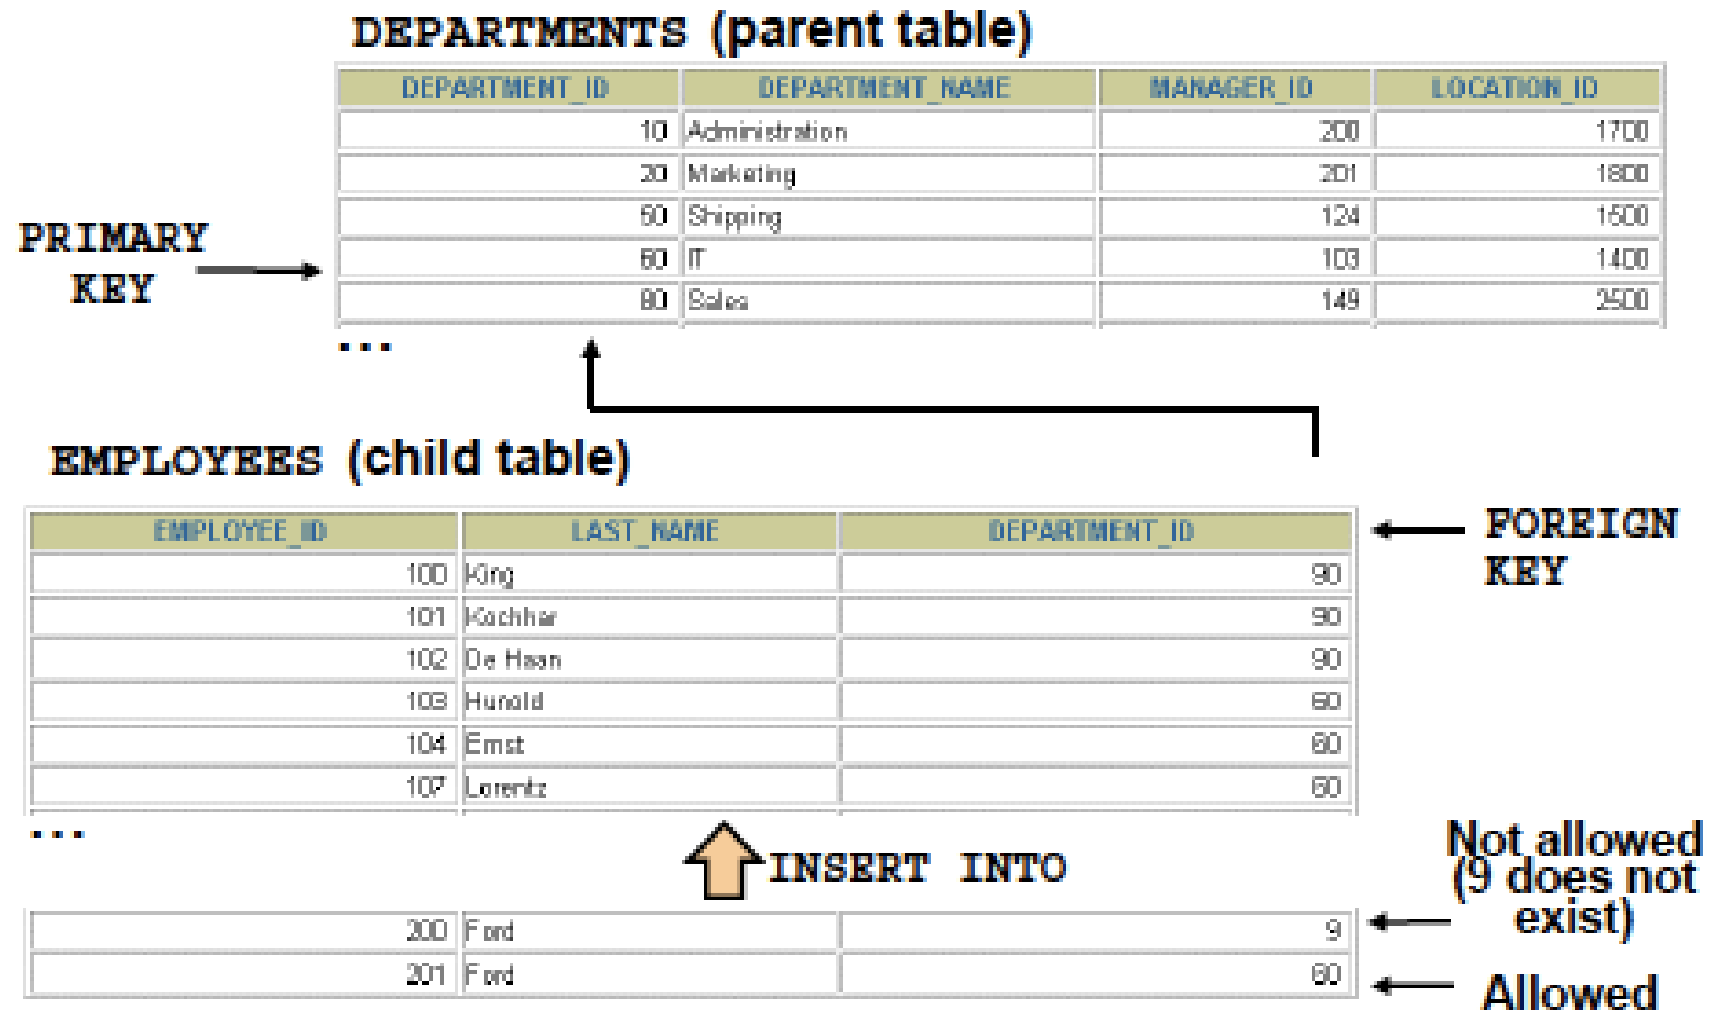 DEPARTMENTS (parent table)
DEPARTMENT_ID DEPARTMENT_NAME MANAGER_ID LOCATION_ID
10 Administration 200 1700
20 Marketing 201 1800
50 Shipping 124 1500
PRIMARY
KEY
60 IT 103 1400
80 Sales 149 2500
...
EMPLOYEES (child table)
EMPLOYEE_ID LAST_NAME DEPARTMENT_ID
FOREIGN
KEY
100 King 90
101 Kochhar 90
102 De Haan 90
103 Hunold 60
104 Ernst 60
107 Lorentz 60
...
INSERT INTO
Not allowed
(9 does not
exist)
200 Ford 9
201 Ford 60
Allowed